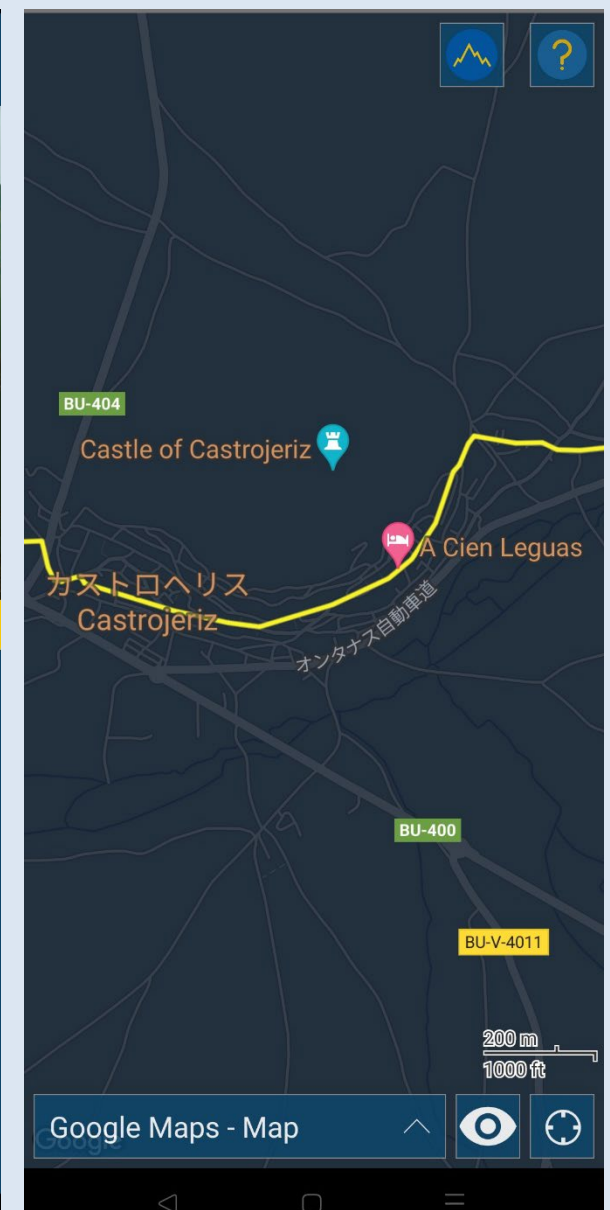 ?
BU-404
Castle of Castrojeriz
A Cien Leguas
カストロヘリス
Castrojeriz
オンタナス自動車道
BU-400
BU-V-4011
200 m
1000 ft
Google Maps - Map
Google